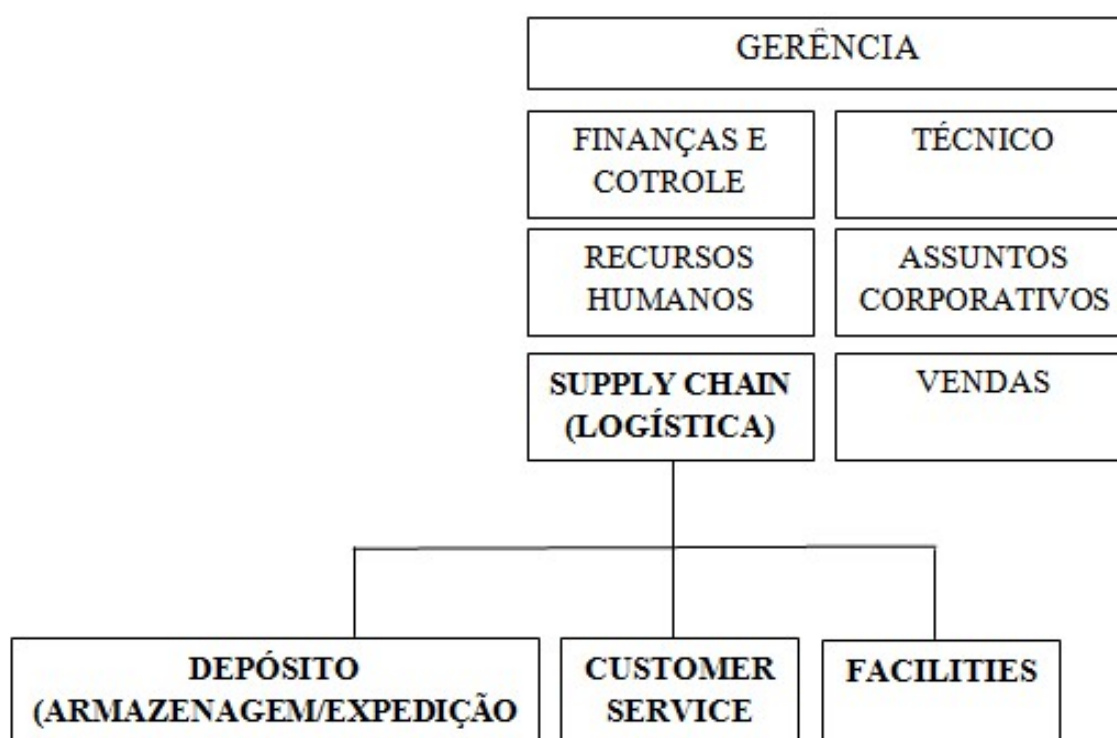 GERÊNCIA
FINANÇAS E
COTROLE
TÉCNICO
RECURSOS
HUMANOS
ASSUNTOS
CORPORATIVOS
SUPPLY CHAIN
(LOGÍSTICA)
VENDAS
DEPÓSITO
(ARMAZENAGEM/EXPEDIÇÃO
CUSTOMER
SERVICE
FACILITIES